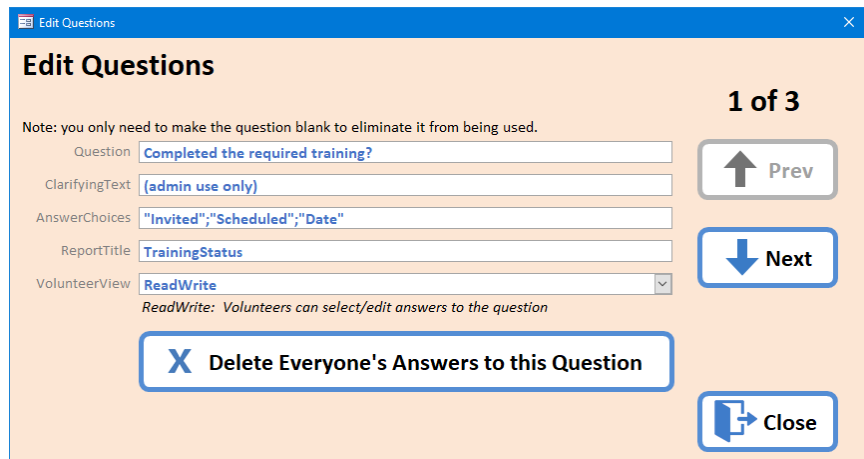 Edit Questions
Edit Questions
1 of 3
Note: you only need to make the question blank to eliminate it from being used.
Question Completed the required training?
Prev
ClarifyingText (admin use only)
AnswerChoices "Invited";"Scheduled";"Date"
ReportTitle TrainingStatus
Next
VolunteerView ReadWrite
ReadWrite: Volunteers can select/edit answers to the question
X Delete Everyone's Answers to this Question
Close